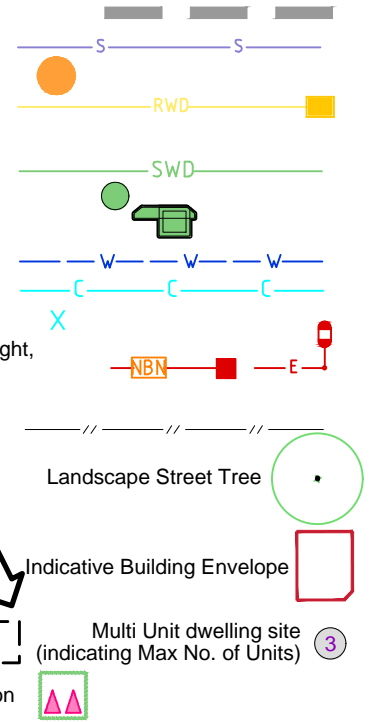 S S
RWD
SWD
W W W
C C C
X
ght,
NBN E
// // //
Landscape Street Tree
Indicative Building Envelope
Multi Unit dwelling site
(indicating Max No. of Units) 3
on